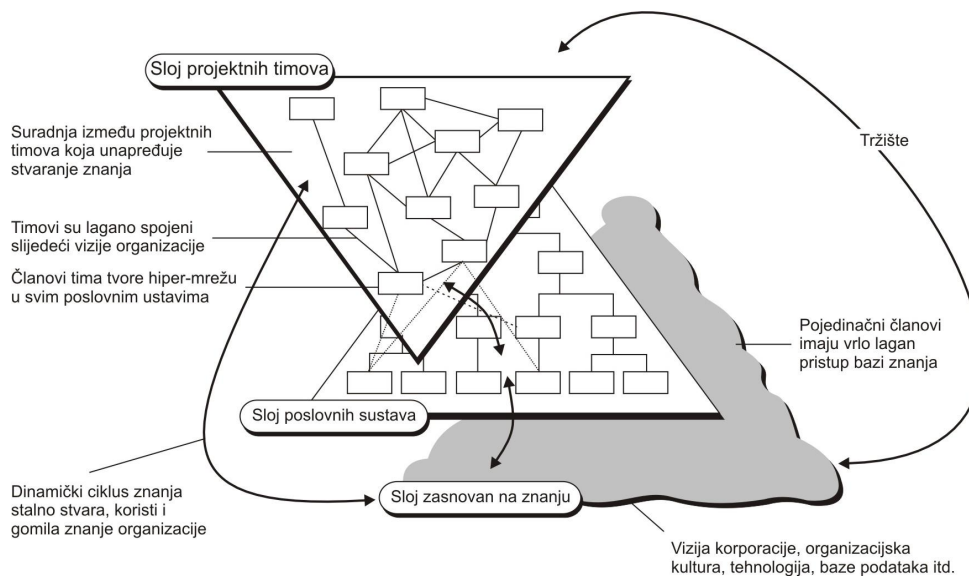 Sloj projektnih timova
Suradnja između projektnih
timova koja unapređuje
stvaranje znanja
Tržište
Timovi su lagano spojeni
slijedeći vizije organizacije
Članovi tima tvore hiper-mrežu
u svim poslovnim ustavima
Pojedinačni članovi
imaju vrlo lagan
pristup bazi znanja
Sloj poslovnih sustava
Dinamički ciklus znanja
stalno stvara, koristi i
gomila znanje organizacije
Sloj zasnovan na znanju
Vizija korporacije, organizacijska
kultura, tehnologija, baze podataka itd.